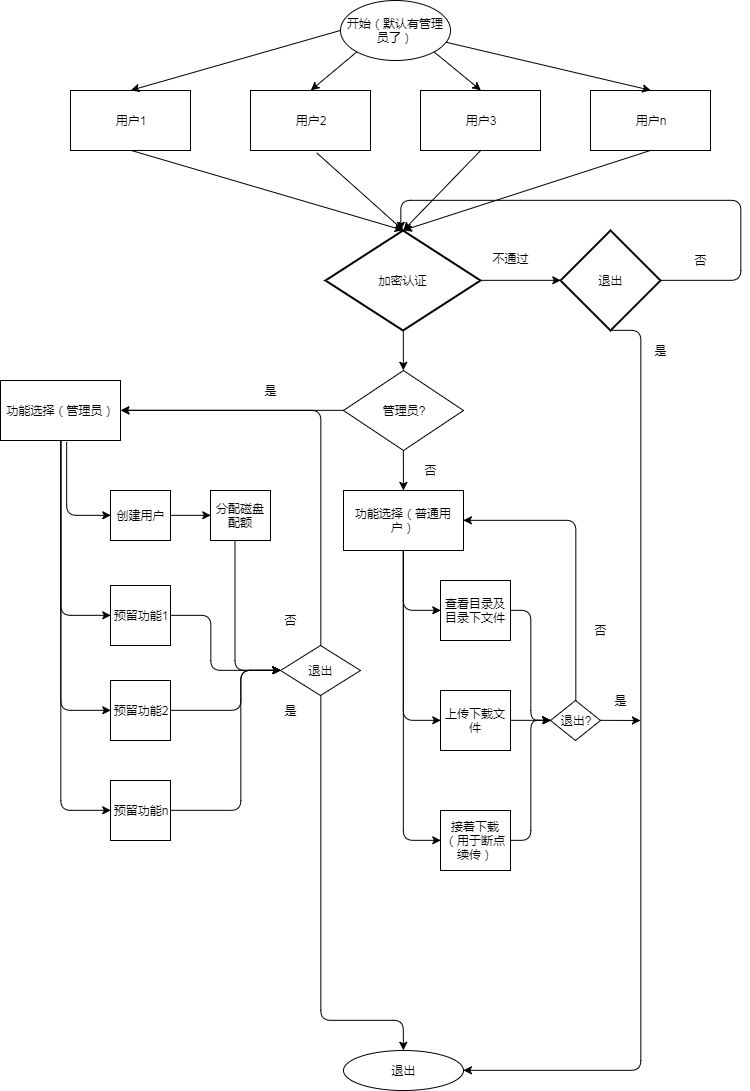 开始（默认有管理
员了）
用户1
用户2
用户3
用户n
加密认证
不通过
退出
否
是
是
功能选择（管理员）
管理员?
否
创建用户
分配磁盘
配额
功能选择（普通用
户）
预留功能1
查看目录及
目录下文件
否
否
退出
预留功能2
是
上传下载文
件
退出?
是
预留功能n
接着下载
（用于断点
续传）
退出